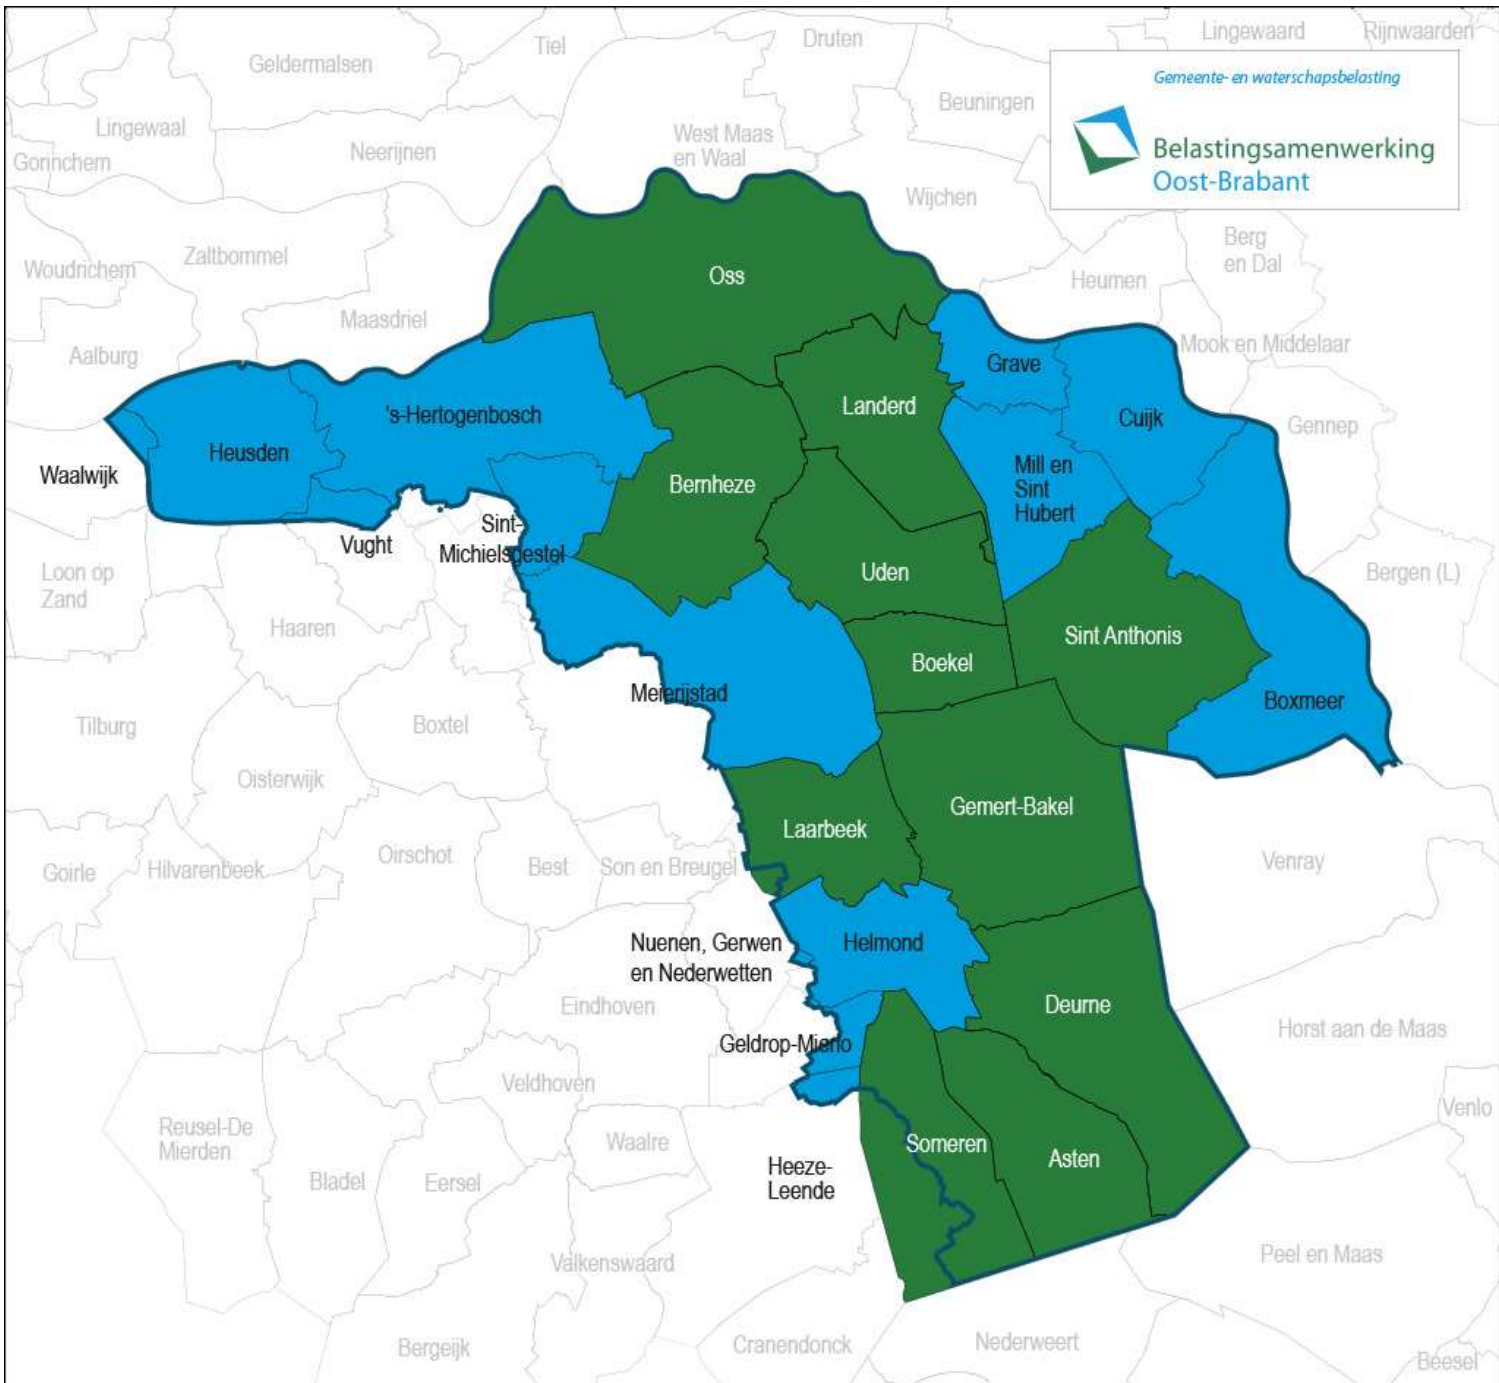 Lingewaard
Rijnwaarden
Druten
Tiel
Geldermalsen
Gemeente- en waterschapsbelasting
Beuningen
Lingewaal
West Maas
en Waal
Belastingsamenwerking
Oost-Brabant
Neerijnen
Gorinchem
Wijchen
Berg
en Dal
Zaltbommel
Woudrichem
Oss
Heumen
Maasdriel
Mook en Middelaar
Aalburg
Grave
Landerd
's-Hertogenbosch
Cuijk
Gennep
Heusden
Waalwijk
Mill en
Sint
Hubert
Bernheze
Sint-
Michielsgestel
Vught
Uden
Loon op
Zand
Bergen (L)
Haaren
Sint Anthonis
Boekel
Meierijstad
Boxmeer
Tilburg
Boxtel
Oisterwijk
Gemert-Bakel
Laarbeek
Oirschot
Venray
Goirle
Hilvarenbeek
Best
Son en Breugel
Nuenen, Gerwen
en Nederwetten
Helmond
Eindhoven
Deurne
Horst aan de Maas
Geldrop-Mierlo
Veldhoven
Venlo
Reusel-De
Mierden
Waalre
Someren
Asten
Heeze-
Leende
Bladel
Eersel
Valkenswaard
Peel en Maas
Bergeijk
Cranendonck
Nederweert
Beesel